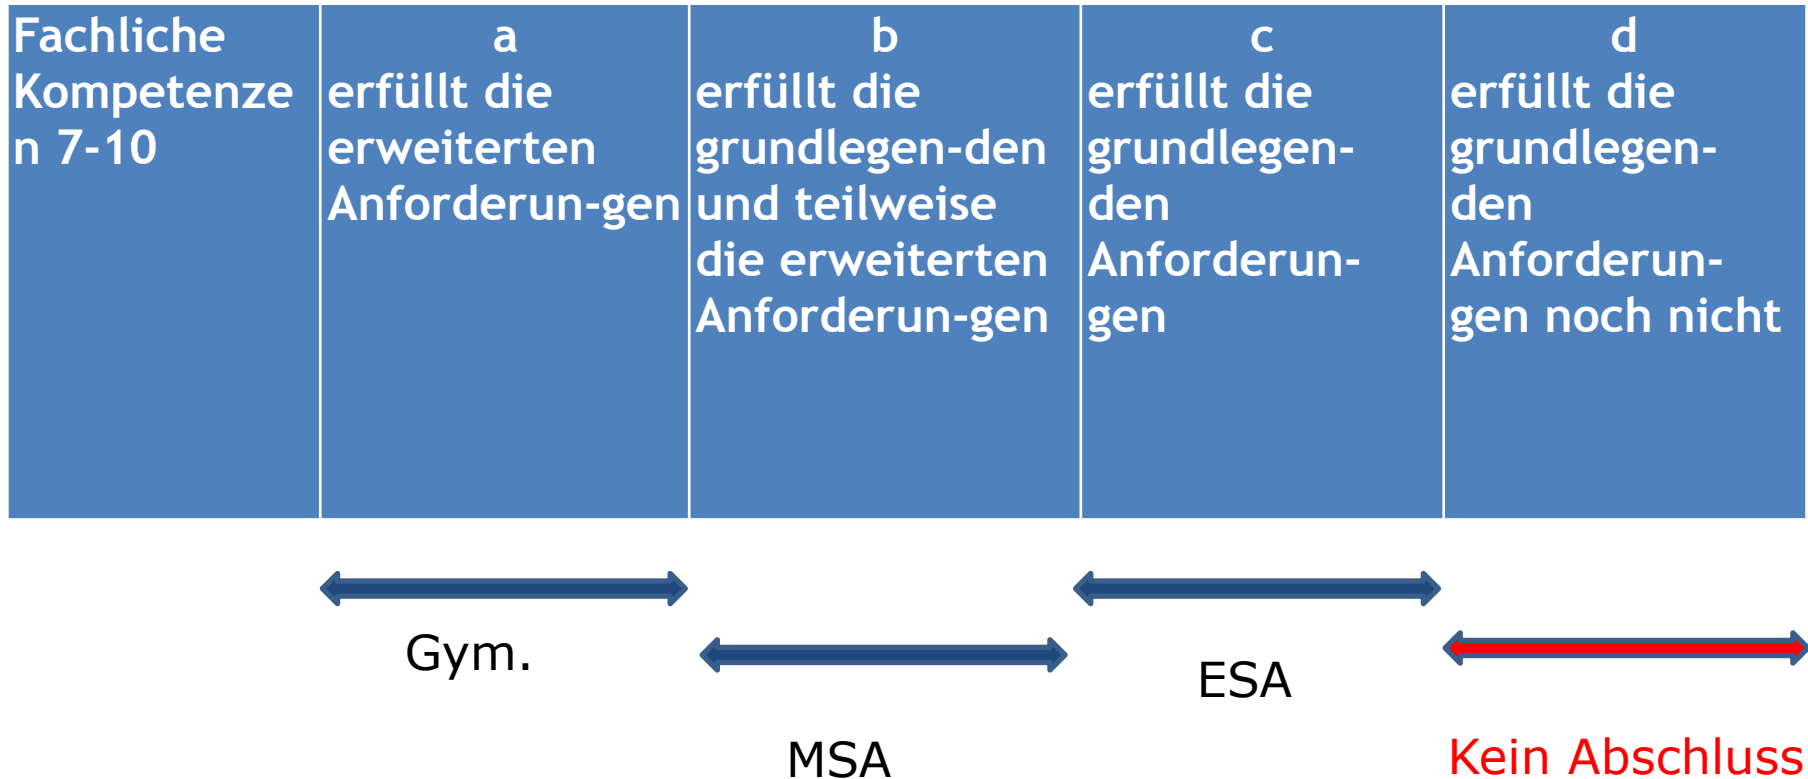 Fachliche
Kompetenze
n 7-10
a
erfüllt die
erweiterten
Anforderun-gen
b
erfüllt die
grundlegen-den
und teilweise
die erweiterten
Anforderun-gen
c
erfüllt die
grundlegen-
den
Anforderun-
gen
d
erfüllt die
grundlegen-
den
Anforderun-
gen noch nicht
Gym.
MSA
ESA
Kein Abschluss